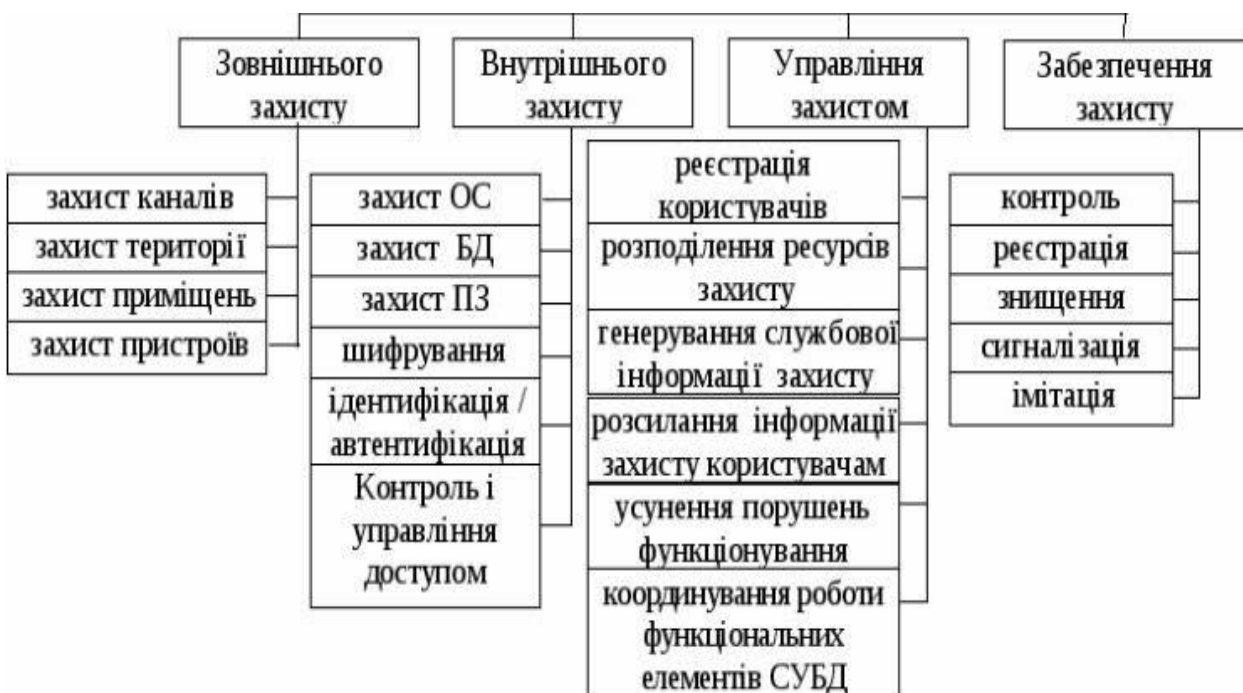 Зовнішнього
захисту
захист каналів
захист території
захист приміщень
захист пристроїв
Внутрішнього
захисту
захист ОС
захист БД
захист ПЗ
шифрування
ідентифікація /
автентифікація
Контроль і
управління
доступом
Управління
захистом
реєстрація
користувачів
розподілення ресурсів
захисту
генерування службової
інформації захисту
розсилання інформації
захисту користувачам
усунення порушень
функціонування
координування роботи
функціональних
елементів СУБД
Забезпечення
захисту
контроль
реєстрація
знищення
сигналізація
імітація